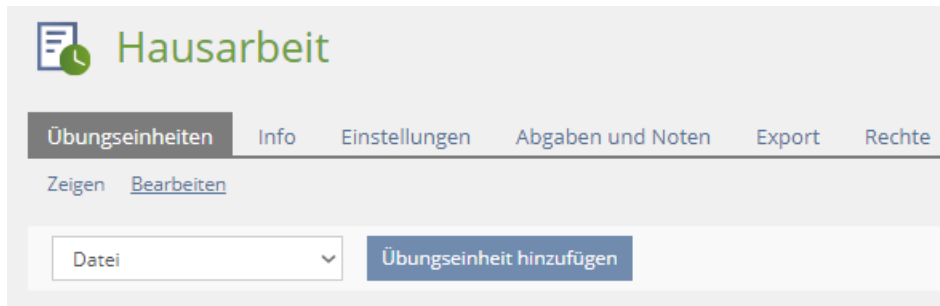 Hausarbeit
Übungseinheiten Info Einstellungen Abgaben und Noten Export Rechte
Zeigen Bearbeiten
Datei Übungseinheit hinzufügen